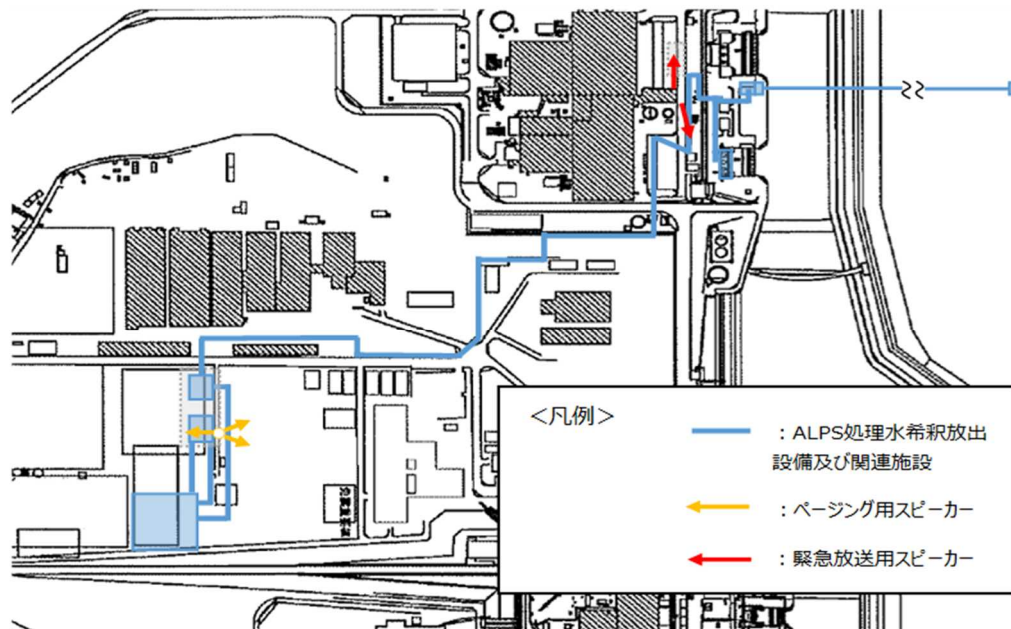 <凡例>
：ALPS処理水希釈放出
設備及び関連施設
：ページング用スピーカー
：緊急放送用スピーカー